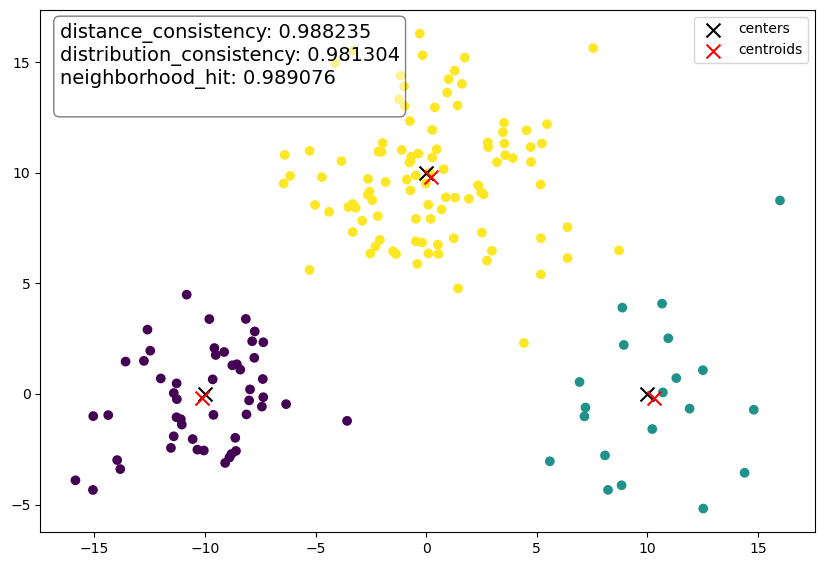 distance_consistency: 0.988235
distribution_consistency: 0.981304
neighborhood_hit: 0.989076
centers
centroids
15
10
5
0
−5
−15
−10
−5
0
5
10
15